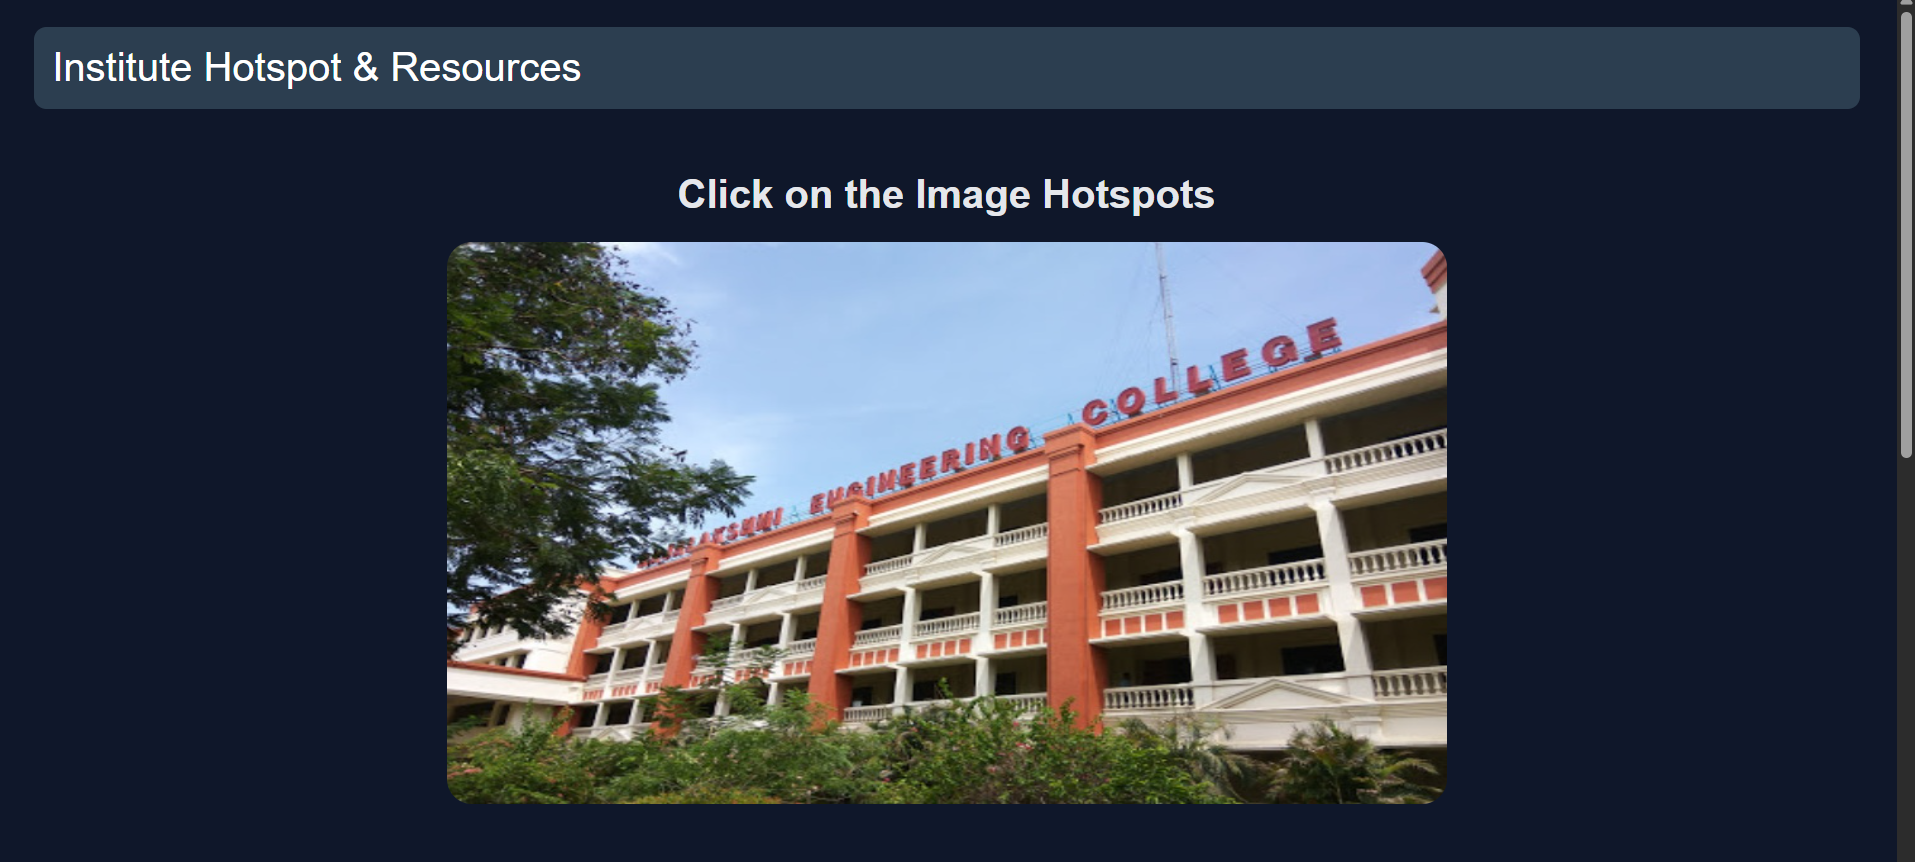 Institute Hotspot & Resources
Click on the Image Hotspots
ENGINEERING COLLEGE